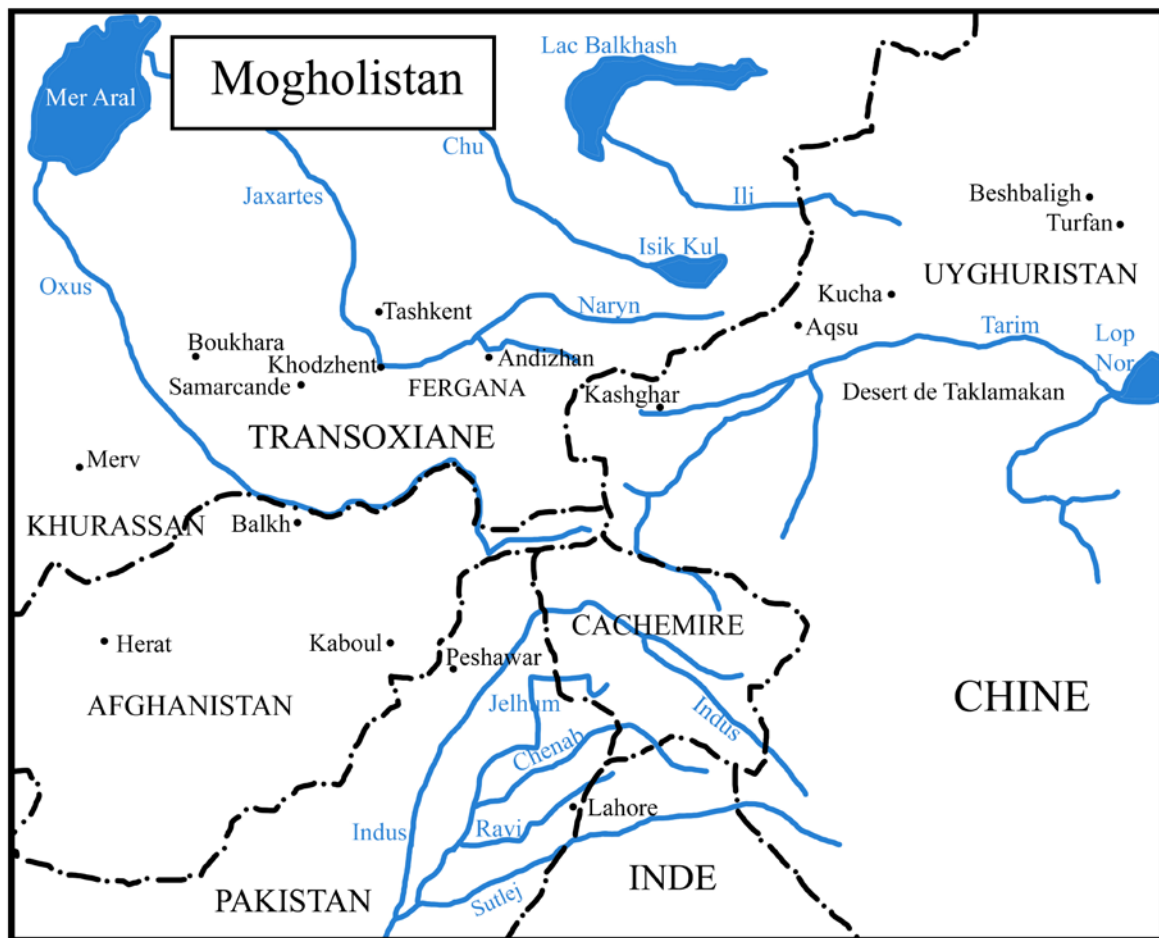 Mogholistan
Mer Aral
Lac Balkhash
Chu
Jaxartes
Ili
Beshbaligh
Turfan
Isik Kul
UYGHURISTAN
Oxus
Kucha
Naryn
Tashkent
Aqsu
Tarim
Lop
Nor
Boukhara
Khodzhent
Andizhan
Samarcande
FERGANA
Kashghar
Desert de Taklamakan
TRANSOXIANE
Merv
KHURASSAN
Balkh
CACHEMIRE
Herat
Kaboul
Peshawar
CHINE
AFGHANISTAN
Jelhum
Indus
Chenab
Lahore
Indus
Ravi
INDE
PAKISTAN
Sutlej